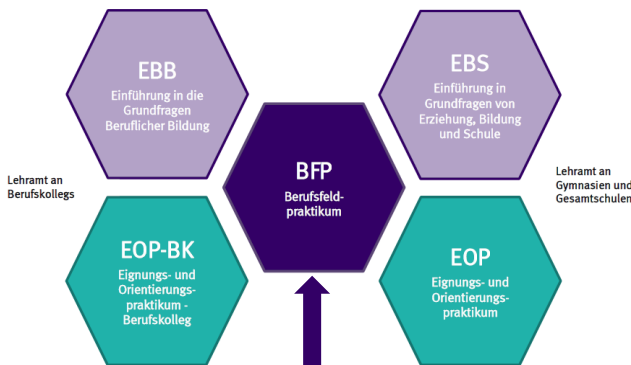 EBB
Einführung in die
Grundfragen
Beruflicher Bildung
EBS
Einführung in
Grundfragen von
Erziehung, Bildung
und Schule
BFP
Berufsfeld-
praktikum
Lehramt an
Berufskollegs
Lehramt an
Gymnasien und
Gesamtschulen
EOP-BK
Eignungs- und
Orientierungs-
praktikum -
Berufskolleg
EOP
Eignungs- und
Orientierungs-
praktikum